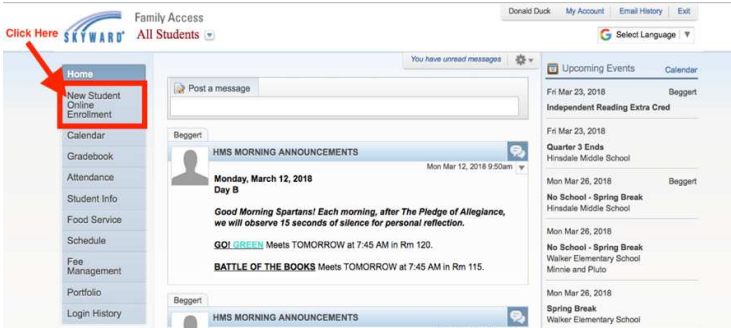 Click Here
SKYWARD®
Family Access
All Students
Donald Duck My Account Email History Exit
Select Language
You have unread messages
Home
New Student
Online
Enrollment
Calendar
Gradebook
Attendance
Student Info
Food Service
Schedule
Fee
Management
Portfolio
Login History
Post a message
Beggert
HMS MORNING ANNOUNCEMENTS
Mon Mar 12, 2018 9:50am
Monday, March 12, 2018
Day B
Good Morning Spartans! Each morning, after The Pledge of Allegiance,
we will observe 15 seconds of silence for personal reflection.
GO! GREEN Meets TOMORROW at 7:45 AM in Rm 120.
BATTLE OF THE BOOKS Meets TOMORROW at 7:45 AM in Rm 115.
Beggert
HMS MORNING ANNOUNCEMENTS
Upcoming Events Calendar
Fri Mar 23, 2018 Beggert
Independent Reading Extra Cred
Fri Mar 23, 2018
Quarter 3 Ends
Hinsdale Middle School
Mon Mar 26, 2018 Beggert
No School - Spring Break
Hinsdale Middle School
Mon Mar 26, 2018
No School - Spring Break
Walker Elementary School
Minnie and Pluto
Mon Mar 26, 2018
Spring Break
Walker Elementary School